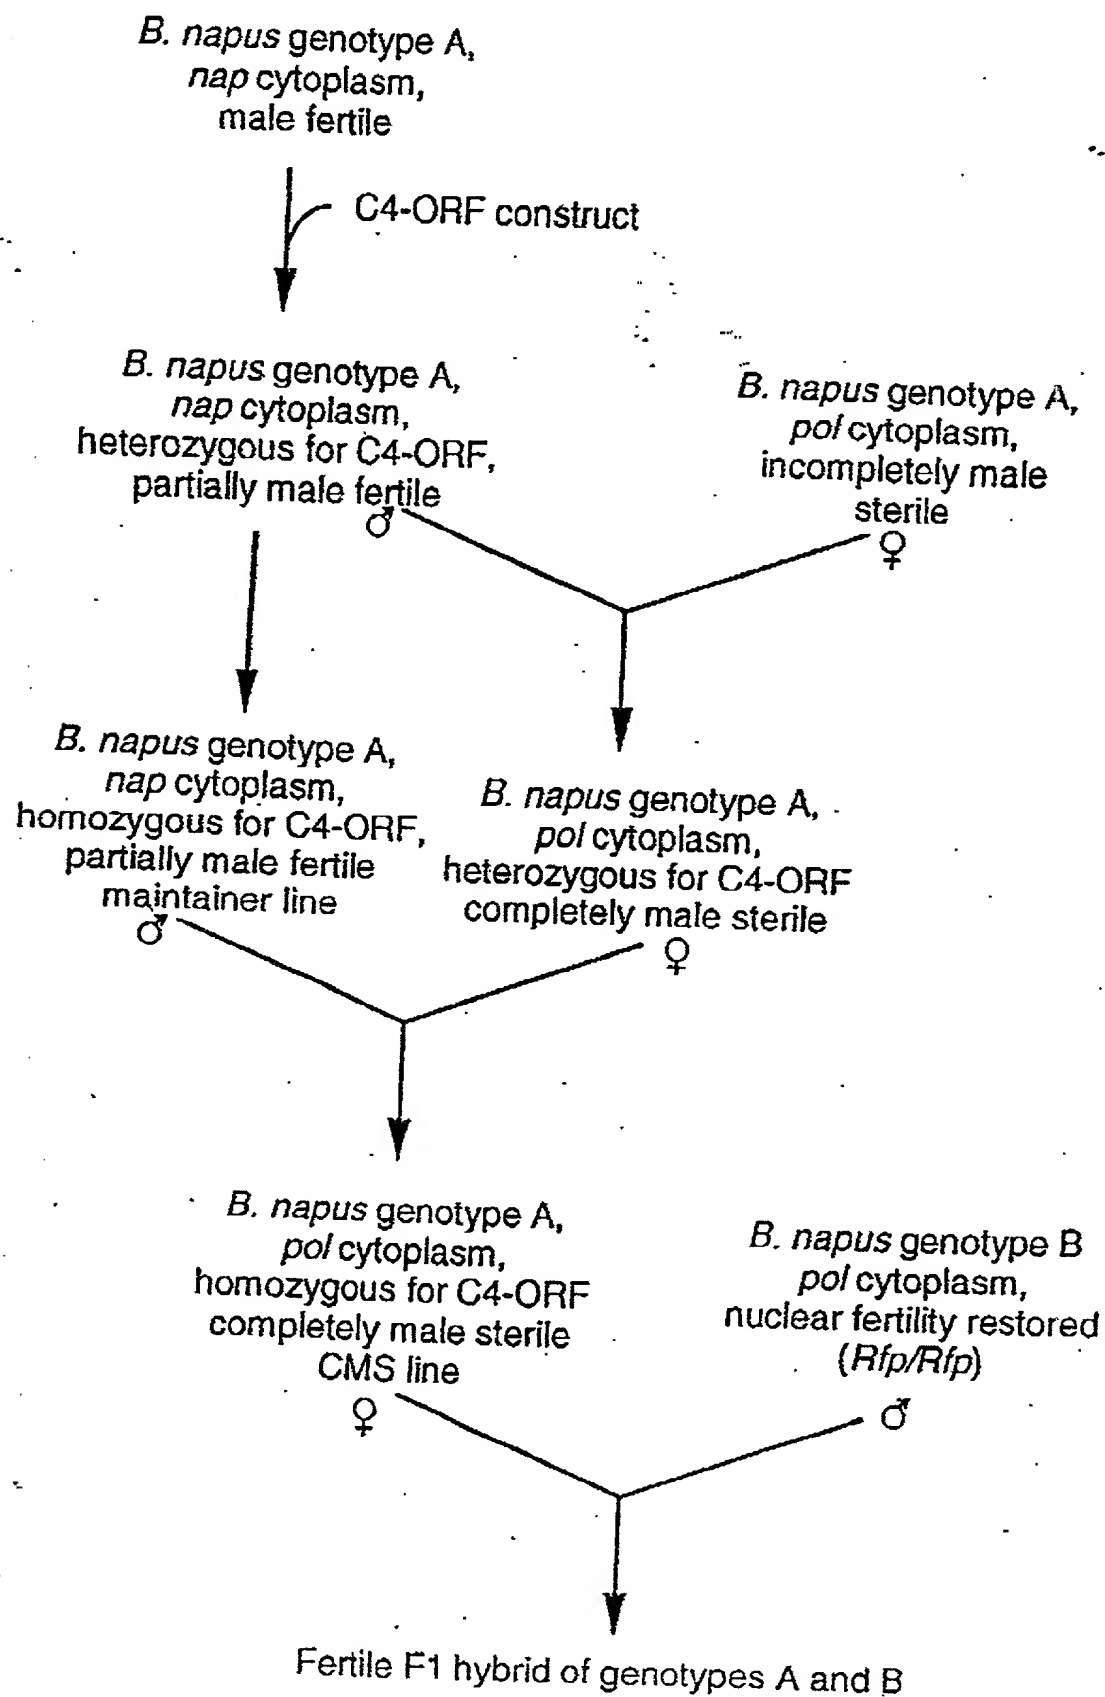 B. napus genotype A,
nap cytoplasm,
male fertile
C4-ORF construct
B. napus genotype A,
nap cytoplasm,
heterozygous for C4-ORF,
partially male fertile
♂
B. napus genotype A,
pol cytoplasm,
incompletely male
sterile
♀
B. napus genotype A,
nap cytoplasm,
homozygous for C4-ORF,
partially male fertile
maintainer line
♂
B. napus genotype A,
pol cytoplasm,
heterozygous for C4-ORF
completely male sterile
♀
B. napus genotype A,
pol cytoplasm,
homozygous for C4-ORF
completely male sterile
CMS line
♀
B. napus genotype B
pol cytoplasm,
nuclear fertility restored
(Rfp/Rfp)
♂
Fertile F1 hybrid of genotypes A and B